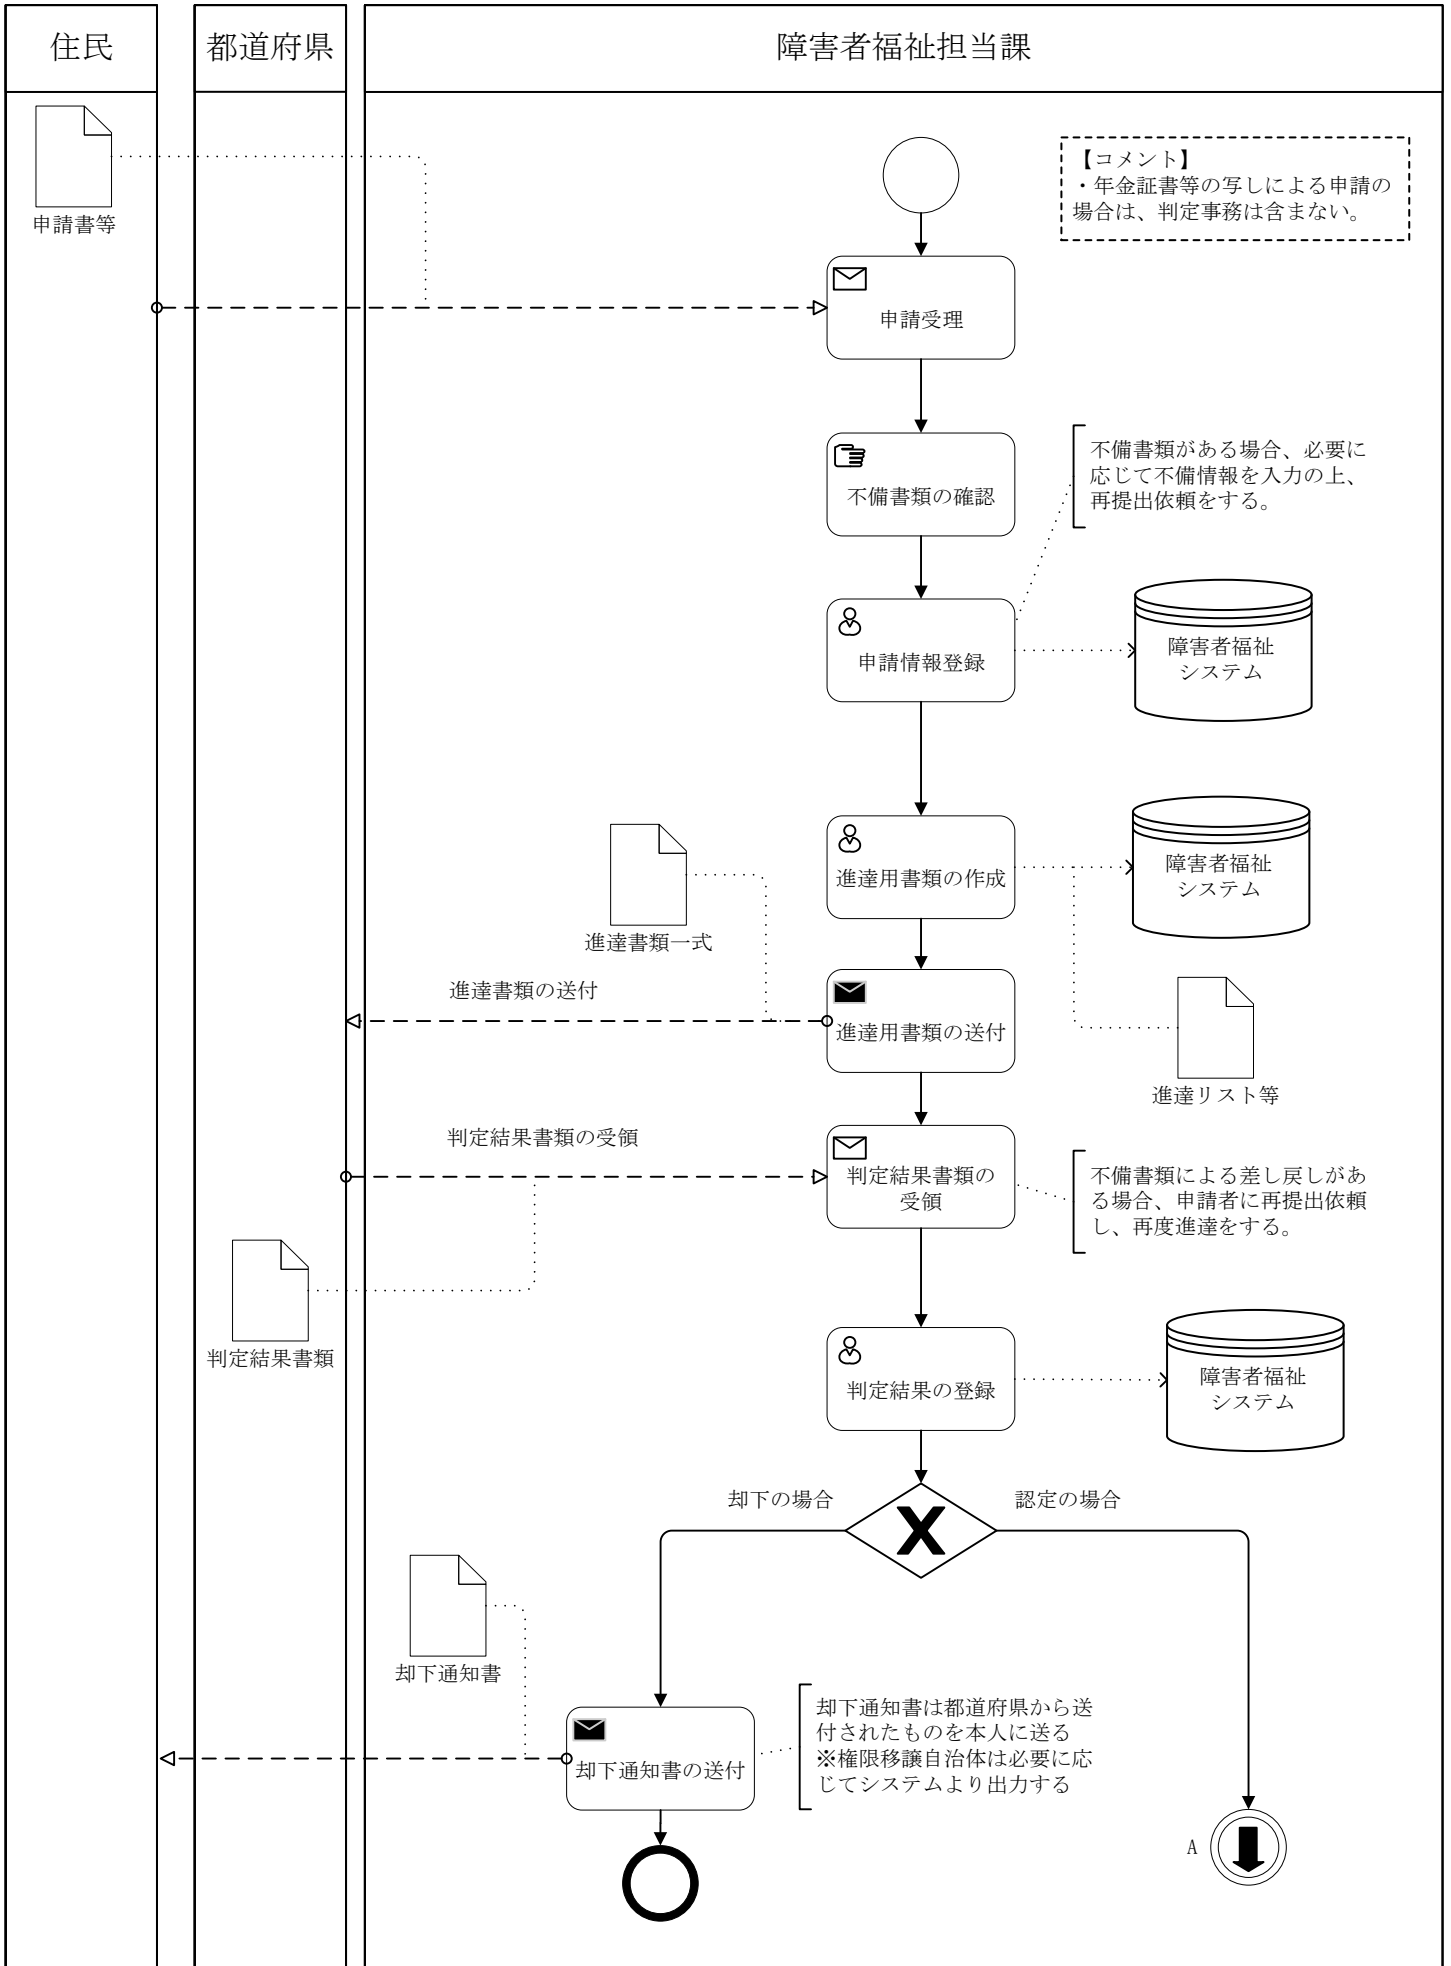 住民
都道府県
障害者福祉担当課
申請書等
【コメント】
・年金証書等の写しによる申請の
場合は、判定事務は含まない。
申請受理
不備書類の確認
不備書類がある場合、必要に
応じて不備情報を入力の上、
再提出依頼をする。
申請情報登録
障害者福祉
システム
進達用書類の作成
障害者福祉
システム
進達書類一式
進達書類の送付
進達用書類の送付
進達リスト等
判定結果書類の受領
判定結果書類の
受領
不備書類による差し戻しがあ
る場合、申請者に再提出依頼
し、再度進達をする。
判定結果書類
判定結果の登録
障害者福祉
システム
却下の場合
認定の場合
却下通知書
却下通知書の送付
却下通知書は都道府県から送
付されたものを本人に送る
※権限移譲自治体は必要に応
じてシステムより出力する
A